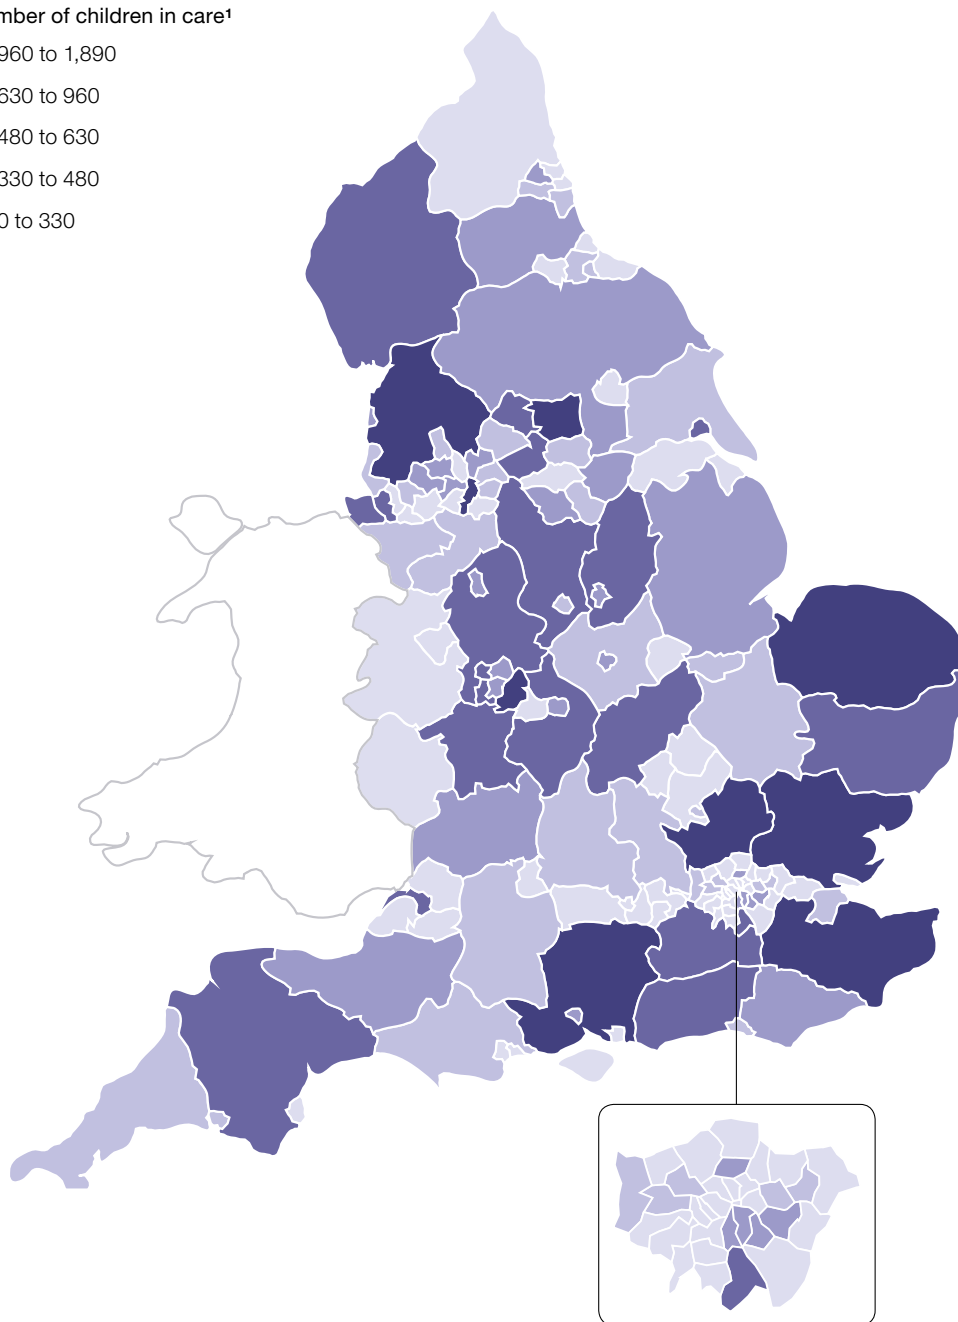 mber of children in care¹
960 to 1,890
630 to 960
480 to 630
330 to 480
0 to 330